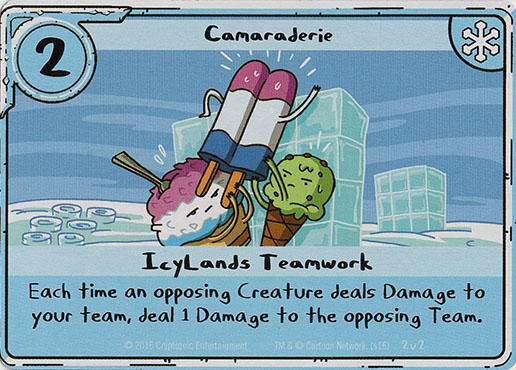 2
Camaraderie
IcyLands Teamwork
Each time an opposing Creature deals Damage to
your team, deal 1 Damage to the opposing Team.
© 2015 Cryptozoic Entertainment. TM & © Cartoon Network. (s15) 2v2